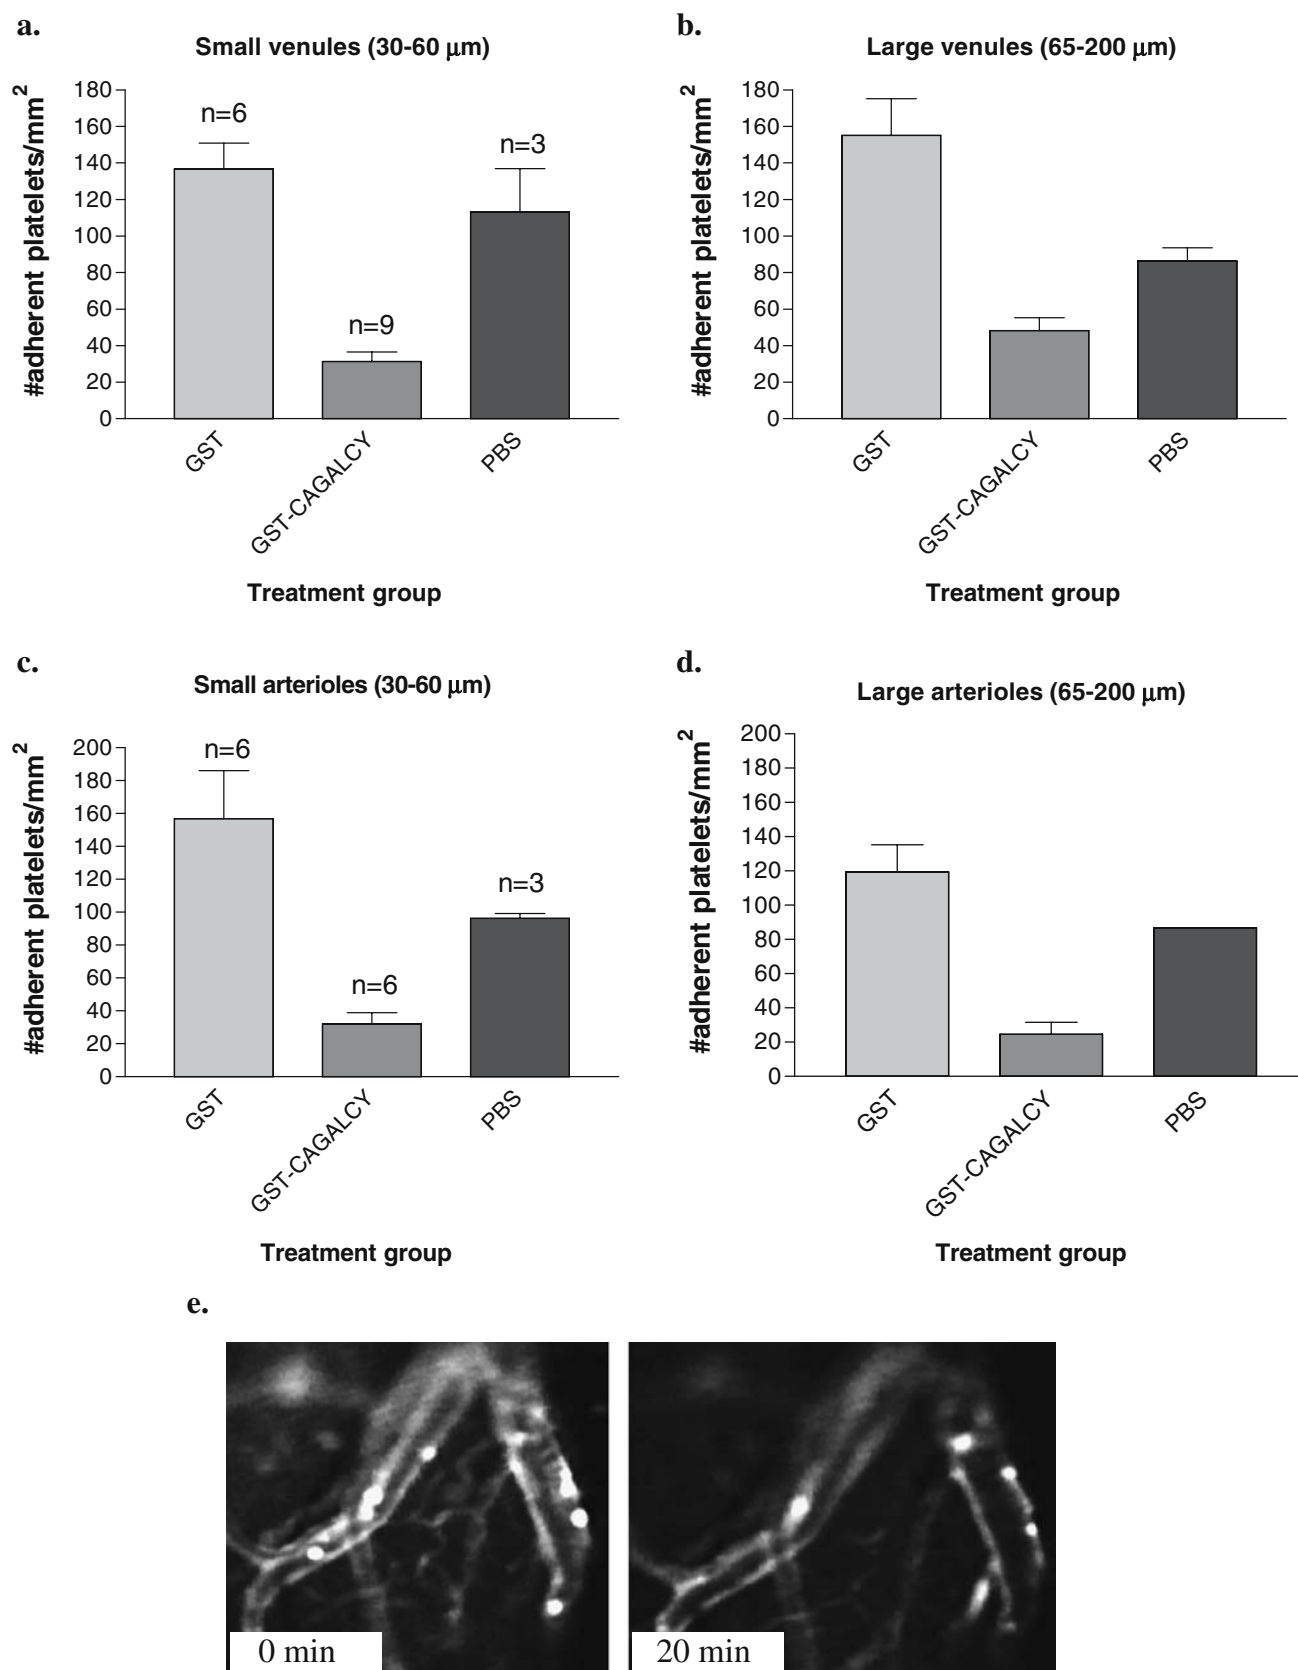 a.
Small venules (30-60 μm)
#adherent platelets/mm²
180
160
140
120
100
80
60
40
20
0
n=6
n=9
n=3
GST
GST-CAGALCY
PBS
Treatment group
b.
Large venules (65-200 μm)
#adherent platelets/mm²
180
160
140
120
100
80
60
40
20
0
GST
GST-CAGALCY
PBS
Treatment group
c.
Small arterioles (30-60 μm)
#adherent platelets/mm²
200
180
160
140
120
100
80
60
40
20
0
n=6
n=6
n=3
GST
GST-CAGALCY
PBS
Treatment group
d.
Large arterioles (65-200 μm)
#adherent platelets/mm²
200
180
160
140
120
100
80
60
40
20
0
GST
GST-CAGALCY
PBS
Treatment group
e.
0 min
20 min